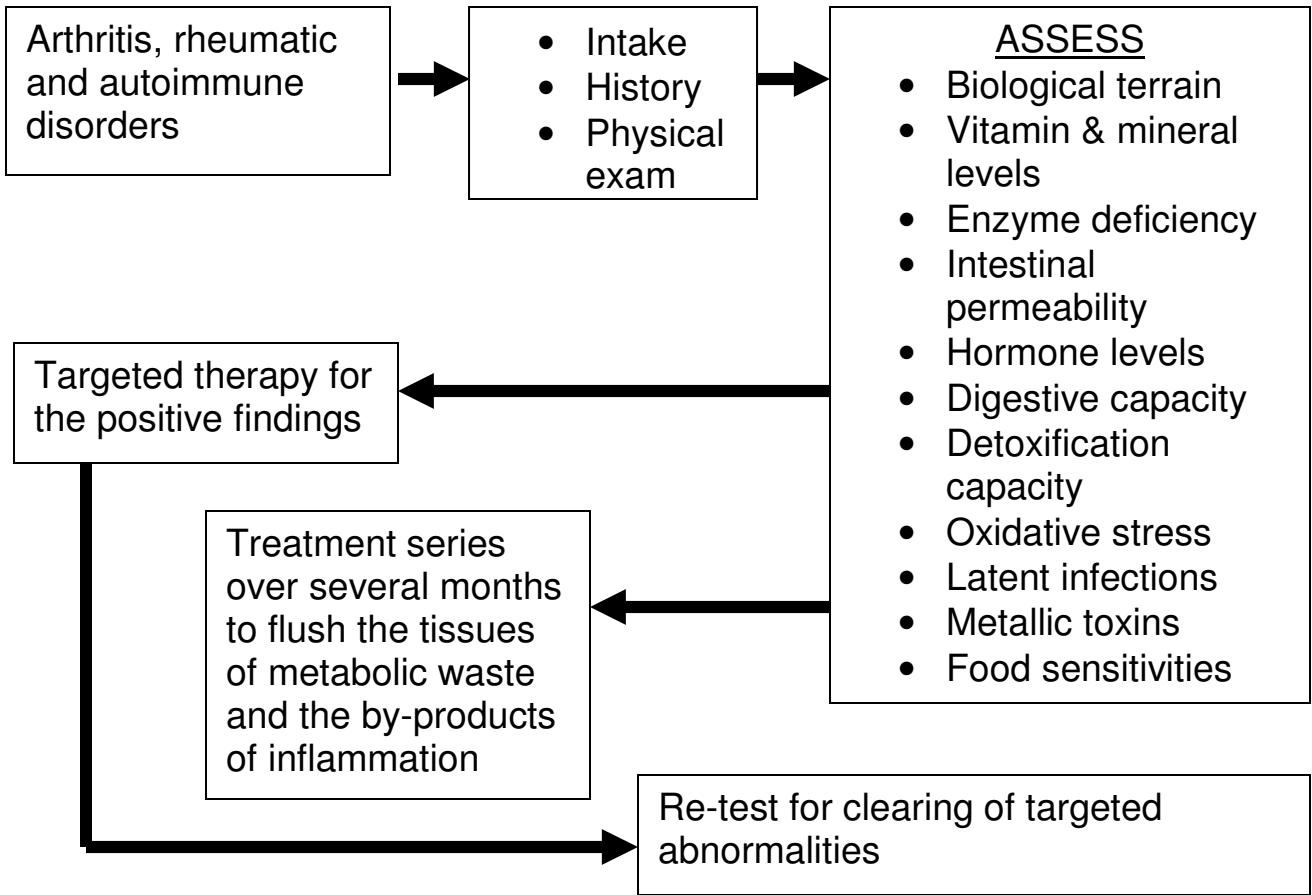 Arthritis, rheumatic
and autoimmune
disorders
• Intake
• History
• Physical
exam
ASSESS
• Biological terrain
• Vitamin & mineral
levels
• Enzyme deficiency
• Intestinal
permeability
• Hormone levels
• Digestive capacity
• Detoxification
capacity
• Oxidative stress
• Latent infections
• Metallic toxins
• Food sensitivities
Targeted therapy for
the positive findings
Treatment series
over several months
to flush the tissues
of metabolic waste
and the by-products
of inflammation
Re-test for clearing of targeted
abnormalities